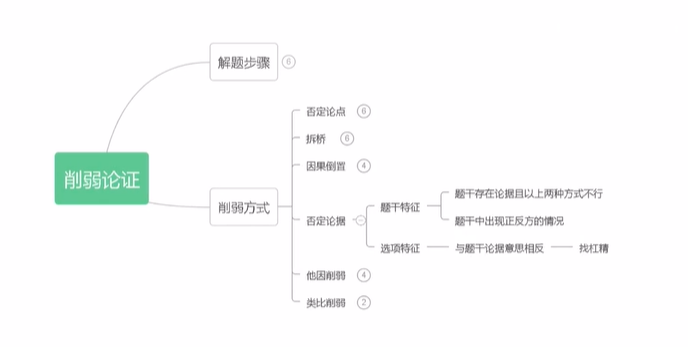 削弱论证
解题步骤 6
削弱方式
否定论点 6
拆桥 6
因果倒置 4
否定论据
题干特征
题干存在论据且以上两种方式不行
题干中出现正反方的情况
选项特征
与题干论据意思相反
找杠精
他因削弱 4
类比削弱 2